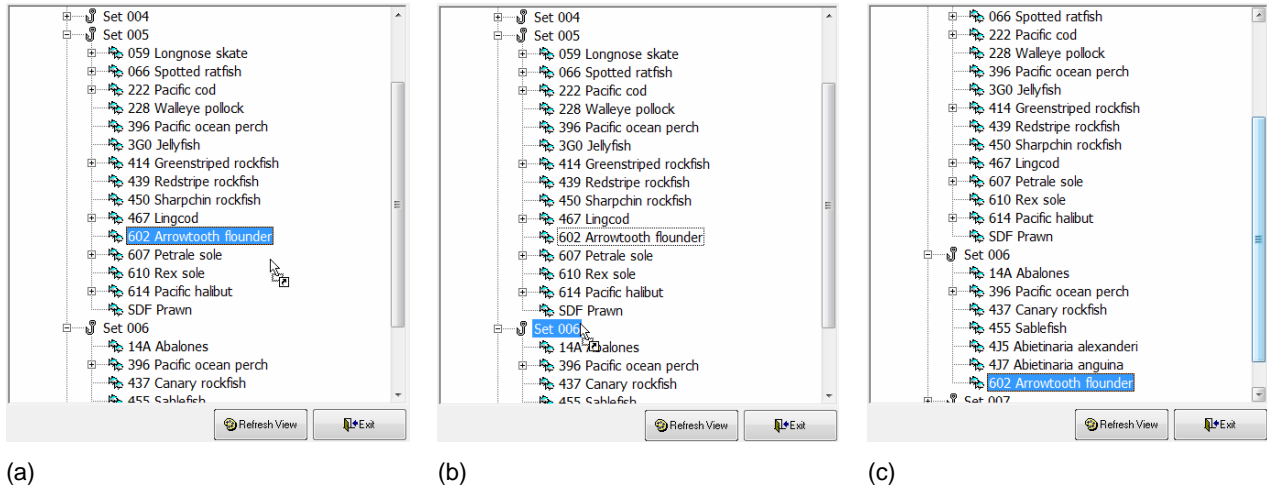 Set 004
Set 005
059 Longnose skate
066 Spotted ratfish
222 Pacific cod
228 Walleye pollock
396 Pacific ocean perch
3G0 Jellyfish
414 Greenstriped rockfish
439 Redstripe rockfish
450 Sharpchin rockfish
467 Lingcod
602 Arrowtooth flounder
607 Petrale sole
610 Rex sole
614 Pacific halibut
SDF Prawn
Set 006
14A Abalones
396 Pacific ocean perch
437 Canary rockfish
455 Sablefish
Refresh View
Exit
(a)
Set 004
Set 005
059 Longnose skate
066 Spotted ratfish
222 Pacific cod
228 Walleye pollock
396 Pacific ocean perch
3G0 Jellyfish
414 Greenstriped rockfish
439 Redstripe rockfish
450 Sharpchin rockfish
467 Lingcod
602 Arrowtooth flounder
607 Petrale sole
610 Rex sole
614 Pacific halibut
SDF Prawn
Set 006
14A Abalones
396 Pacific ocean perch
437 Canary rockfish
455 Sablefish
Refresh View
Exit
(b)
066 Spotted ratfish
222 Pacific cod
228 Walleye pollock
396 Pacific ocean perch
3G0 Jellyfish
414 Greenstriped rockfish
439 Redstripe rockfish
450 Sharpchin rockfish
467 Lingcod
607 Petrale sole
610 Rex sole
614 Pacific halibut
SDF Prawn
Set 006
14A Abalones
396 Pacific ocean perch
437 Canary rockfish
455 Sablefish
4J5 Abietinaria alexanderi
4J7 Abietinaria anguina
602 Arrowtooth flounder
Set 007
Refresh View
Exit
(c)